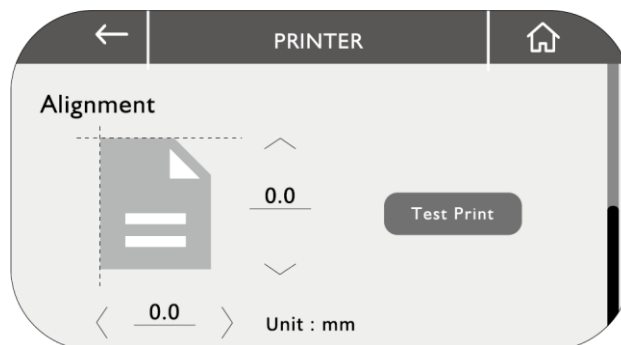 PRINTER
Alignment
0.0
Test Print
0.0
Unit : mm